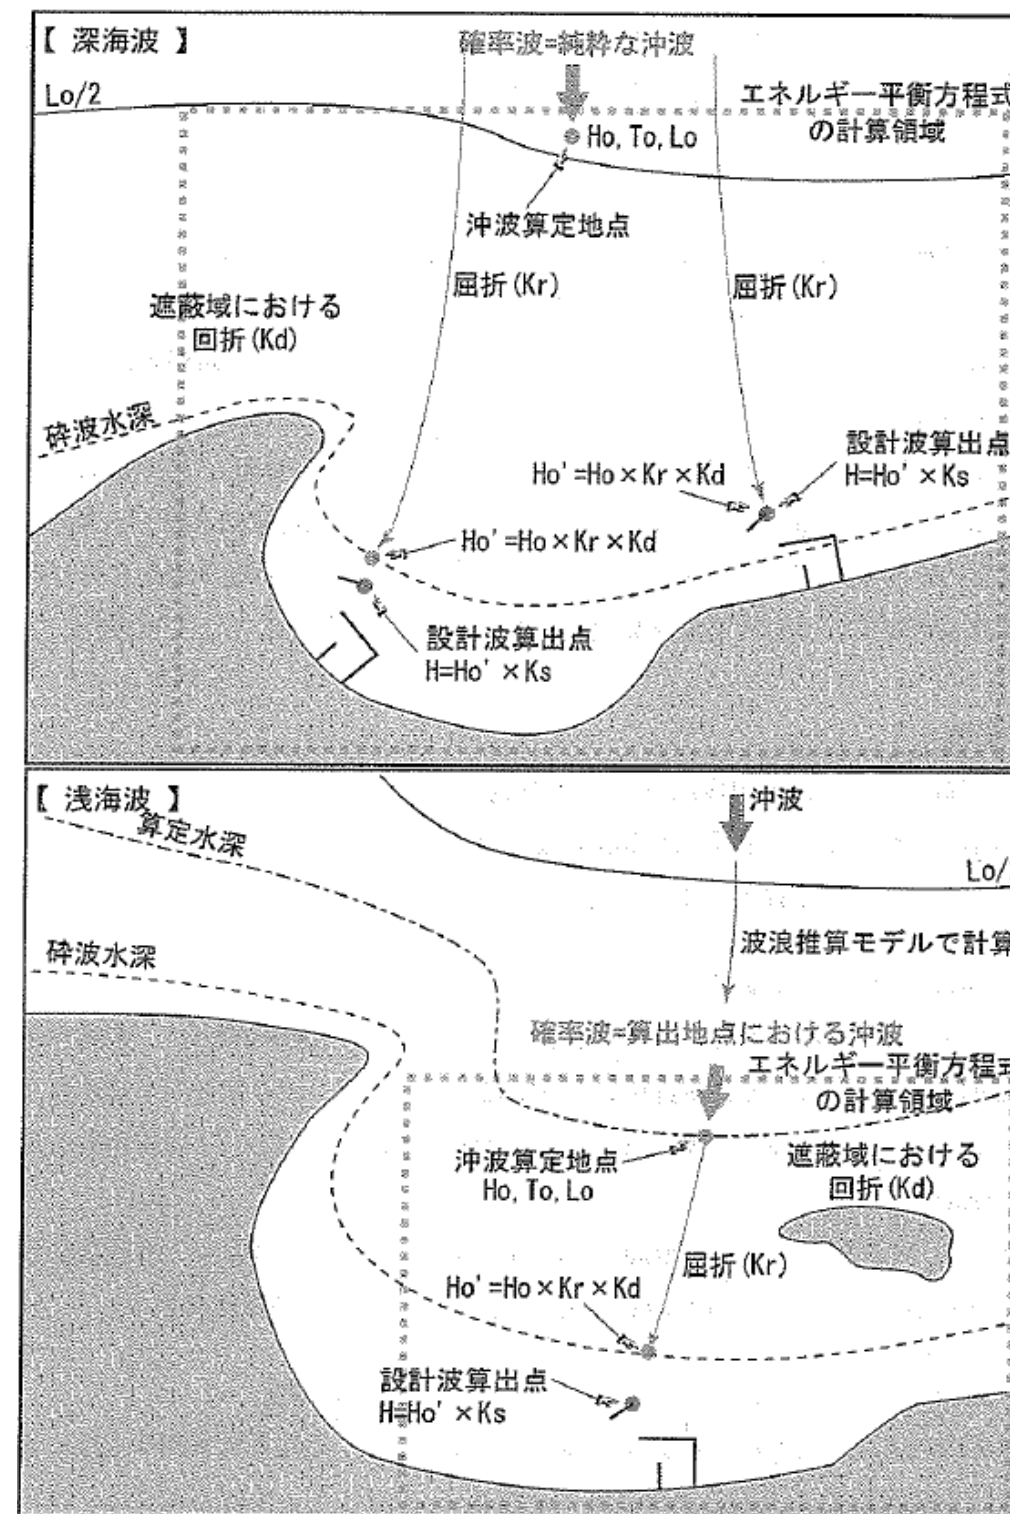 【 深海波 】
確率波=純粋な沖波
Lo/2
エネルギー平衡方程式
の計算領域
Ho, To, Lo
沖波算定地点
屈折(Kr)
屈折(Kr)
遮蔽域における
回折(Kd)
砕波水深
設計波算出点
H=Ho'×Ks
Ho'=Ho×Kr×Kd
Ho'=Ho×Kr×Kd
設計波算出点
H=Ho'×Ks
【 浅海波 】
沖波
算定水深
Lo/
砕波水深
波浪推算モデルで計算
確率波=算出地点における沖波
エネルギー平衡方程式
の計算領域
沖波算定地点
Ho, To, Lo
遮蔽域における
回折(Kd)
屈折(Kr)
Ho'=Ho×Kr×Kd
設計波算出点
H=Ho'×Ks